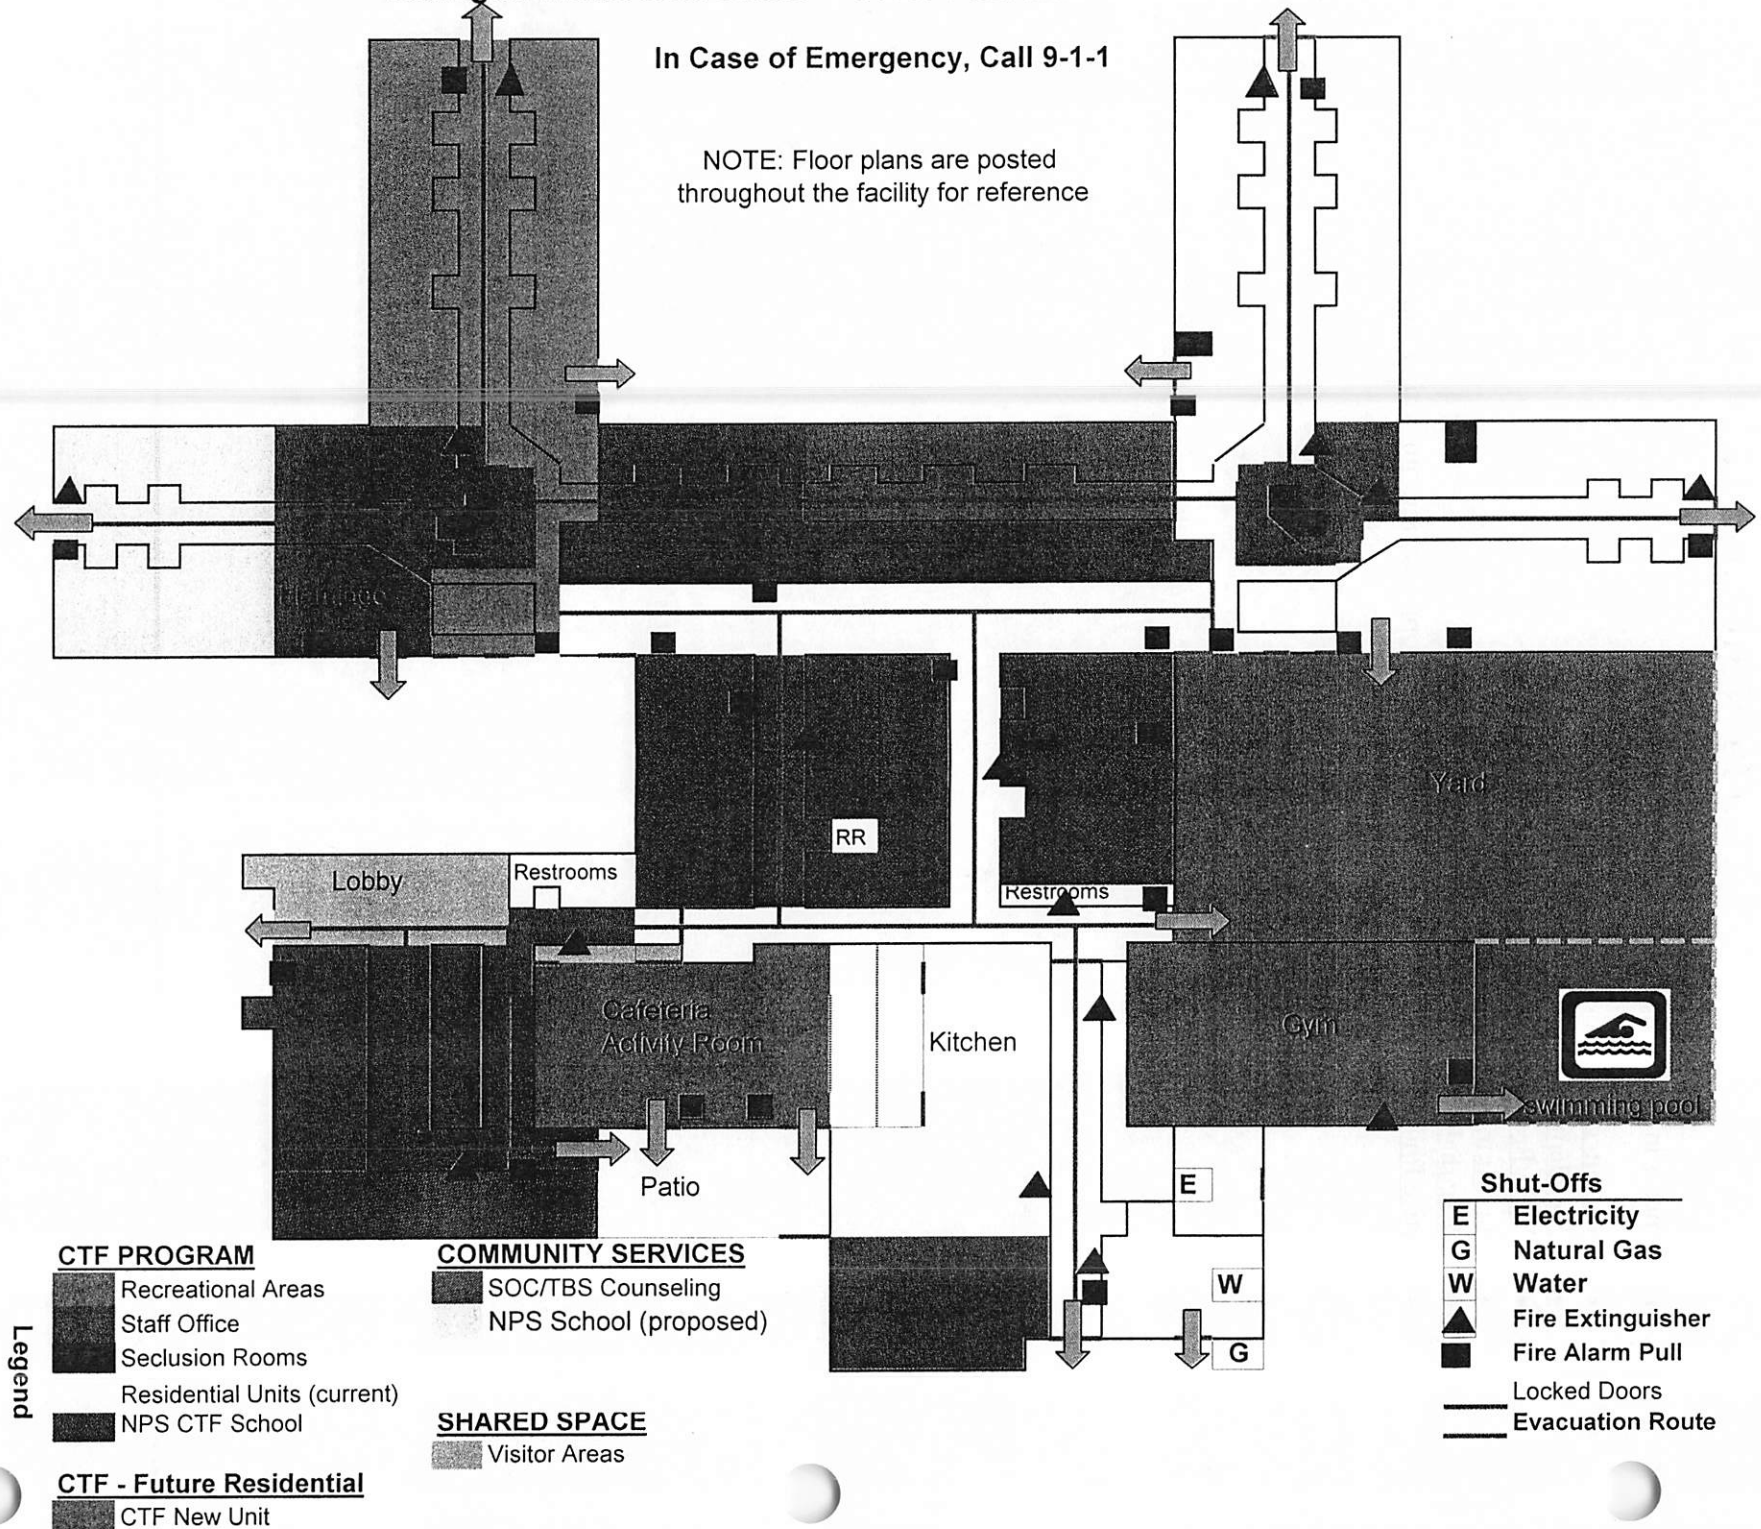 In Case of Emergency, Call 9-1-1
NOTE: Floor plans are posted
throughout the facility for reference
Yard
RR
Lobby
Restrooms
Restrooms
Cafeteria
Activity Room
Kitchen
Gym
swimming pool
Patio
E
W
G
Shut-Offs
E Electricity
G Natural Gas
W Water
Fire Extinguisher
Fire Alarm Pull
Locked Doors
Evacuation Route
Legend
CTF PROGRAM
Recreational Areas
Staff Office
Seclusion Rooms
Residential Units (current)
NPS CTF School
CTF - Future Residential
CTF New Unit
COMMUNITY SERVICES
SOC/TBS Counseling
NPS School (proposed)
SHARED SPACE
Visitor Areas